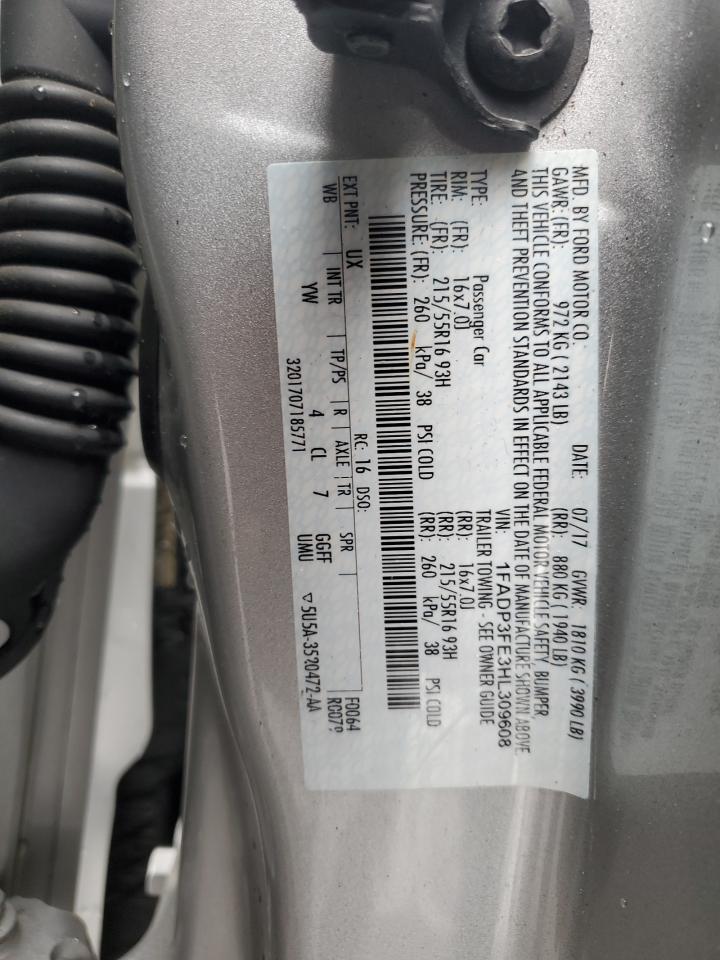 MFD. BY FORD MOTOR CO. DATE: 07/17 GVWR: 1810 KG ( 3990 LB)
GAWR: (FR): 972 KG ( 2143 LB) (RR): 880 KG ( 1940 LB)
THIS VEHICLE CONFORMS TO ALL APPLICABLE FEDERAL MOTOR VEHICLE SAFETY, BUMPER
AND THEFT PREVENTION STANDARDS IN EFFECT ON THE DATE OF MANUFACTURE SHOWN ABOVE
VIN: 1FADP3FE3HL309608
TYPE: Passenger Car TRAILER TOWING - SEE OWNER GUIDE
RIM: (FR): 16x7.0J (RR): 16x7.0J
TIRE: (FR): 215/55R16 93H (RR): 215/55R16 93H
PRESSURE: (FR): 260 kPa/ 38 PSI COLD (RR): 260 kPa/ 38 PSI COLD
RC: 16 DSO: F0064
EXT PNT: UX R0079
WB INT TR TP/PS R AXLE TR SPR
YW 4 CL 7 GGFF
UMU
3201707185771 ▽5U5A-3520472-AA